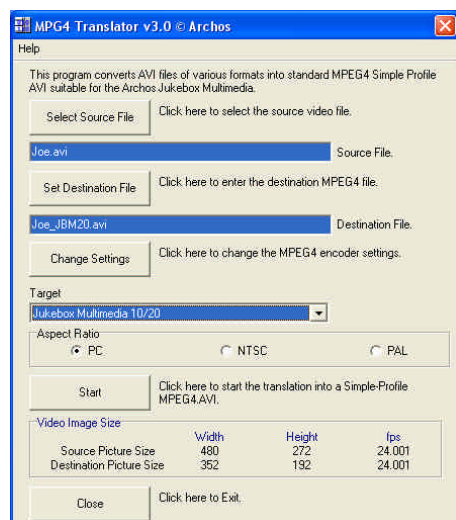 MPG4 Translator v3.0 © Archos
Help
This program converts AVI files of various formats into standard MPEG4 Simple Profile
AVI suitable for the Archos Jukebox Multimedia.
Select Source File Click here to select the source video file.
Joe.avi Source File.
Set Destination File Click here to enter the destination MPEG4 file.
Joe_JBM20.avi Destination File.
Change Settings Click here to change the MPEG4 encoder settings.
Target
Jukebox Multimedia 10/20
Aspect Ratio
PC NTSC PAL
Start Click here to start the translation into a Simple-Profile
MPEG4.AVI.
Video Image Size
Width Height fps
Source Picture Size 480 272 24.001
Destination Picture Size 352 192 24.001
Close Click here to Exit.